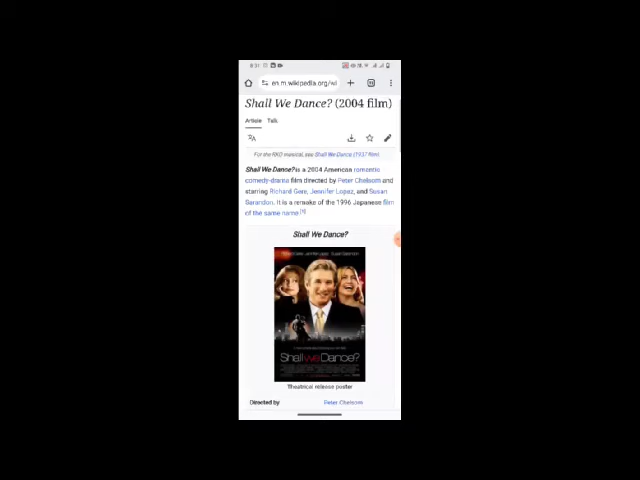 8:31
en.m.wikipedia.org/wi
Shall We Dance? (2004 film)
Article Talk
For the RKO musical, see Shall We Dance (1937 film).
Shall We Dance? is a 2004 American romantic
comedy-drama film directed by Peter Chelsom and
starring Richard Gere, Jennifer Lopez, and Susan
Sarandon. It is a remake of the 1996 Japanese film
of the same name.[3]
Shall We Dance?
Shall we Dance?
Theatrical release poster
Directed by Peter Chelsom